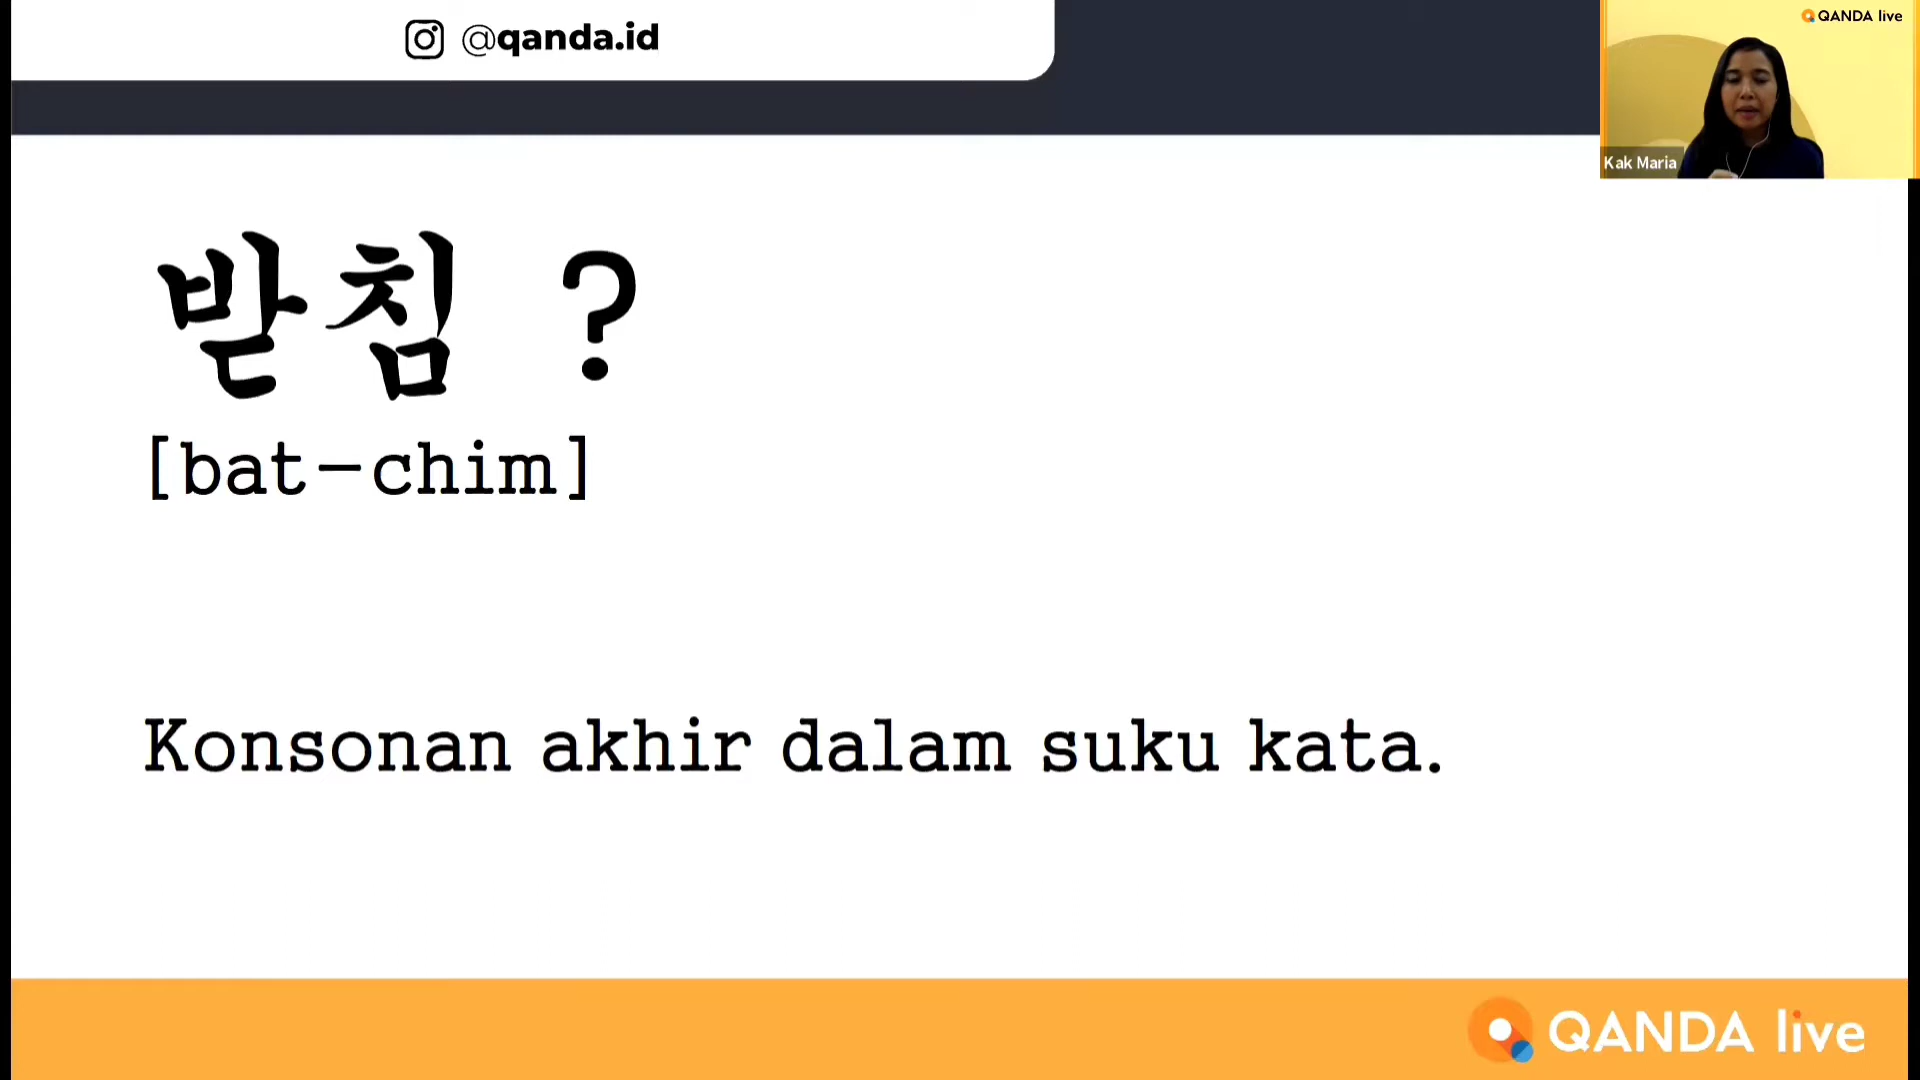 @qanda.id
QANDA live
Kak Maria
받침 ?
[bat-chim]
Konsonan akhir dalam suku kata.
QANDA live